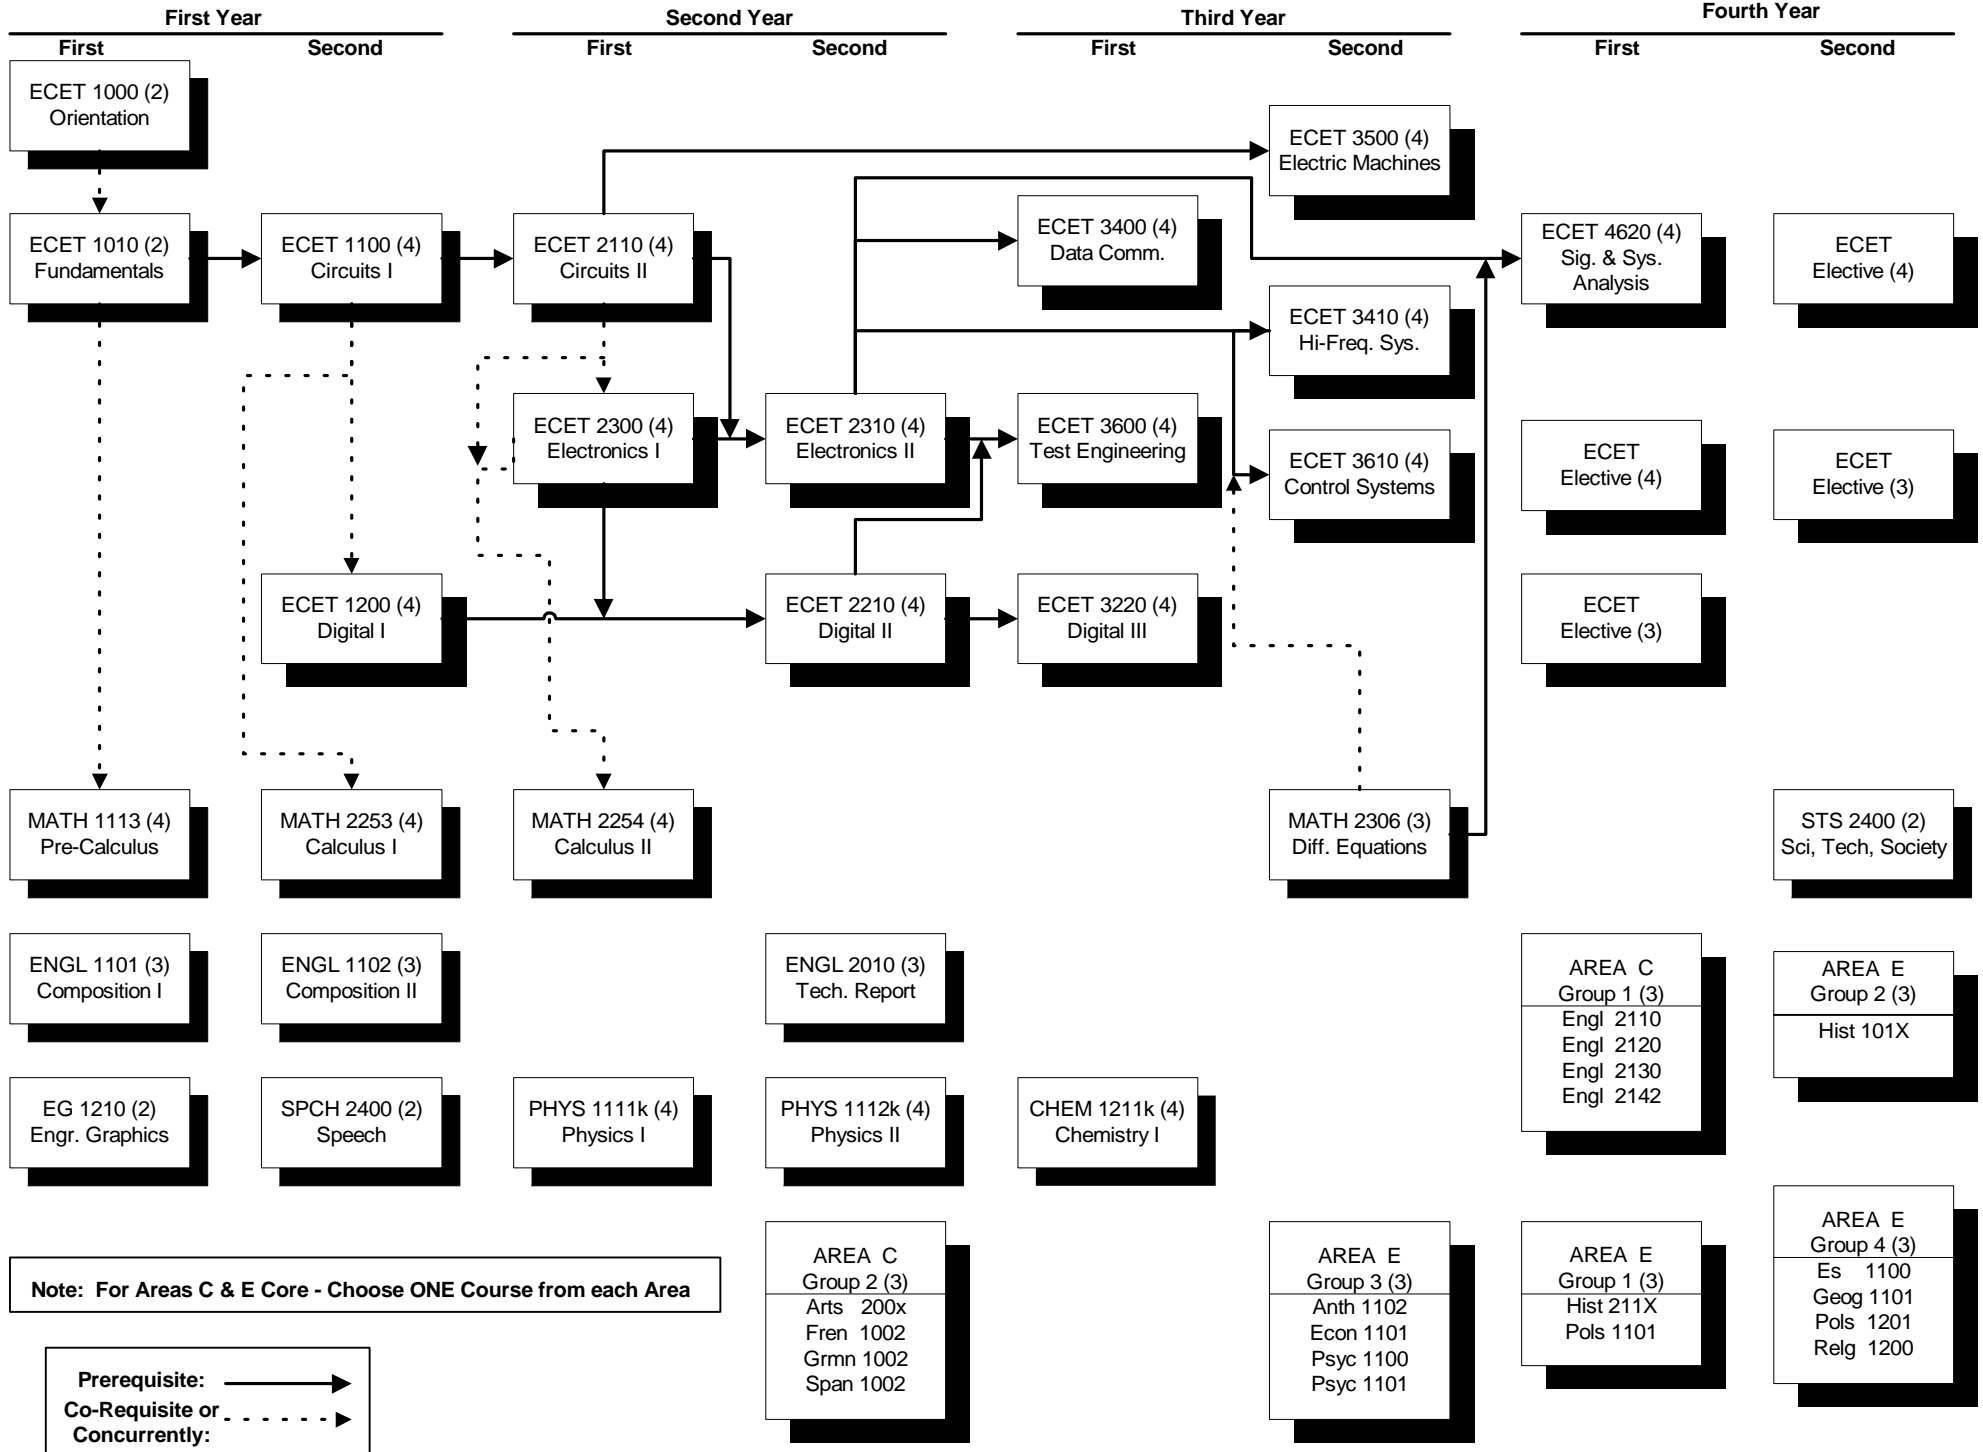 First Year
Second Year
Third Year
Fourth Year
First
Second
First
Second
First
Second
First
Second
ECET 1000 (2)
Orientation
ECET 3500 (4)
Electric Machines
ECET 1010 (2)
Fundamentals
ECET 1100 (4)
Circuits I
ECET 2110 (4)
Circuits II
ECET 3400 (4)
Data Comm.
ECET 4620 (4)
Sig. & Sys.
Analysis
ECET
Elective (4)
ECET 3410 (4)
Hi-Freq. Sys.
ECET 2300 (4)
Electronics I
ECET 2310 (4)
Electronics II
ECET 3600 (4)
Test Engineering
ECET 3610 (4)
Control Systems
ECET
Elective (4)
ECET
Elective (3)
ECET 1200 (4)
Digital I
ECET 2210 (4)
Digital II
ECET 3220 (4)
Digital III
ECET
Elective (3)
MATH 1113 (4)
Pre-Calculus
MATH 2253 (4)
Calculus I
MATH 2254 (4)
Calculus II
MATH 2306 (3)
Diff. Equations
STS 2400 (2)
Sci, Tech, Society
ENGL 1101 (3)
Composition I
ENGL 1102 (3)
Composition II
ENGL 2010 (3)
Tech. Report
AREA C
Group 1 (3)
Engl 2110
Engl 2120
Engl 2130
Engl 2142
AREA E
Group 2 (3)
Hist 101X
EG 1210 (2)
Engr. Graphics
SPCH 2400 (2)
Speech
PHYS 1111k (4)
Physics I
PHYS 1112k (4)
Physics II
CHEM 1211k (4)
Chemistry I
AREA C
Group 2 (3)
Arts 200x
Fren 1002
Grmn 1002
Span 1002
AREA E
Group 3 (3)
Anth 1102
Econ 1101
Psyc 1100
Psyc 1101
AREA E
Group 1 (3)
Hist 211X
Pols 1101
AREA E
Group 4 (3)
Es 1100
Geog 1101
Pols 1201
Relg 1200
Note: For Areas C & E Core - Choose ONE Course from each Area
Prerequisite:
Co-Requisite or
Concurrently: